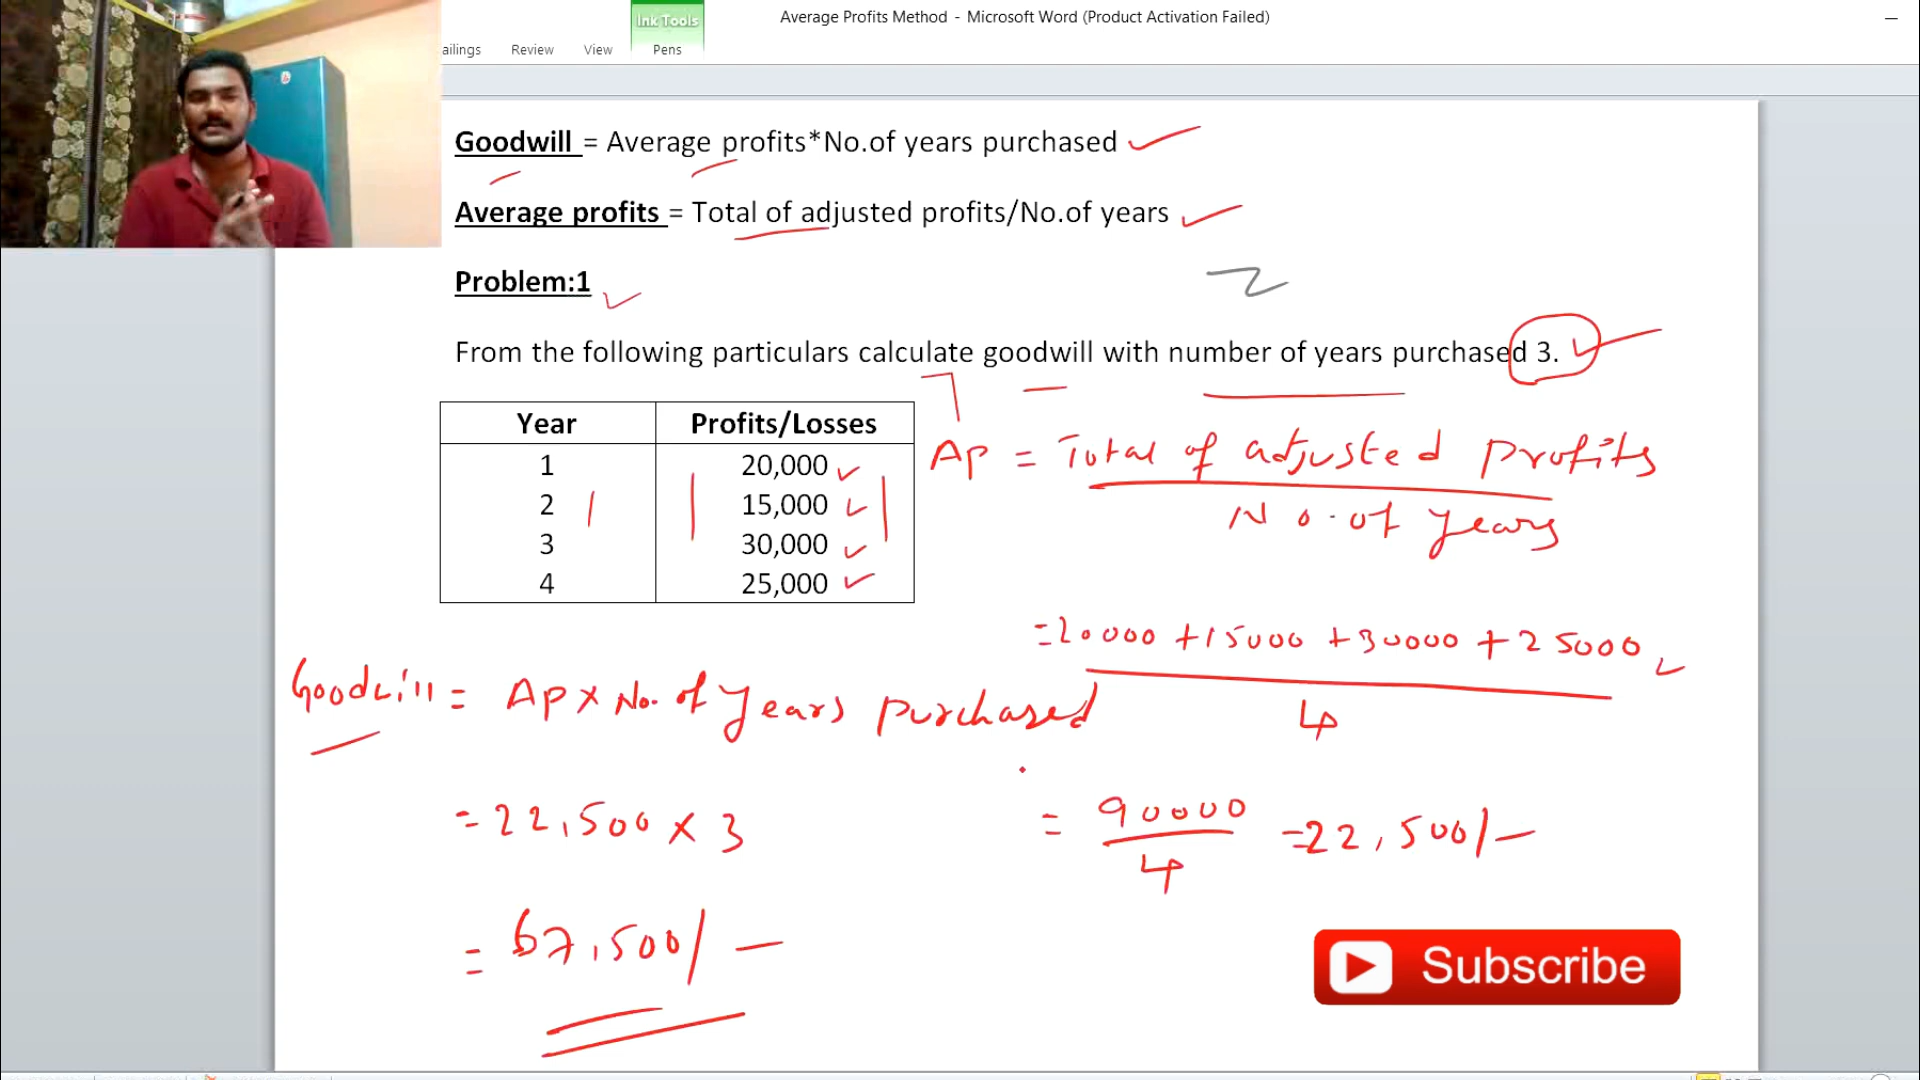 Average Profits Method - Microsoft Word (Product Activation Failed)
Ink Tools
ailings Review View Pens
Goodwill = Average profits*No.of years purchased
Average profits = Total of adjusted profits/No.of years
Problem:1
From the following particulars calculate goodwill with number of years purchased 3.
Year Profits/Losses
1 20,000
2 15,000
3 30,000
4 25,000
AP = Total of adjusted Profits
No. of years
=20000 +15000 +30000 +25000
4
Goodwill = AP x No. of years purchased
= 22,500 x 3
= 90000 =22,500/-
4
= 67,500/-
Subscribe